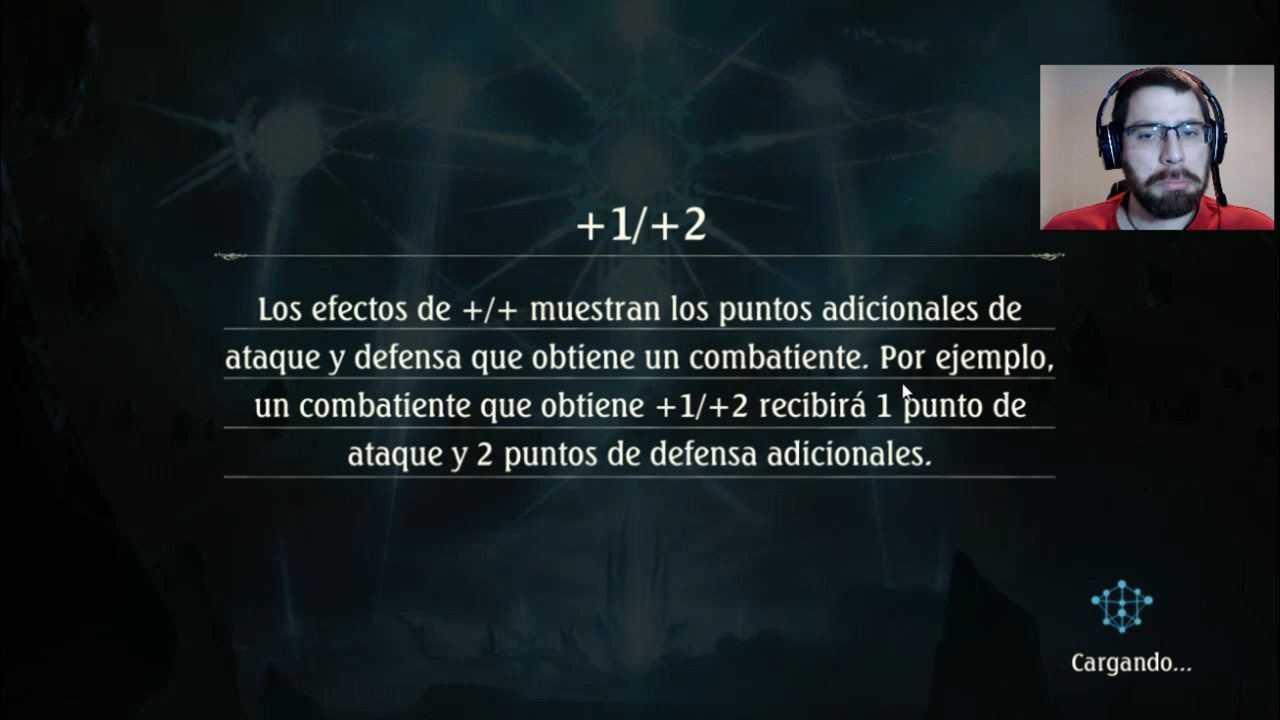 +1/+2
Los efectos de +/+ muestran los puntos adicionales de
ataque y defensa que obtiene un combatiente. Por ejemplo,
un combatiente que obtiene +1/+2 recibirá 1 punto de
ataque y 2 puntos de defensa adicionales.
Cargando...